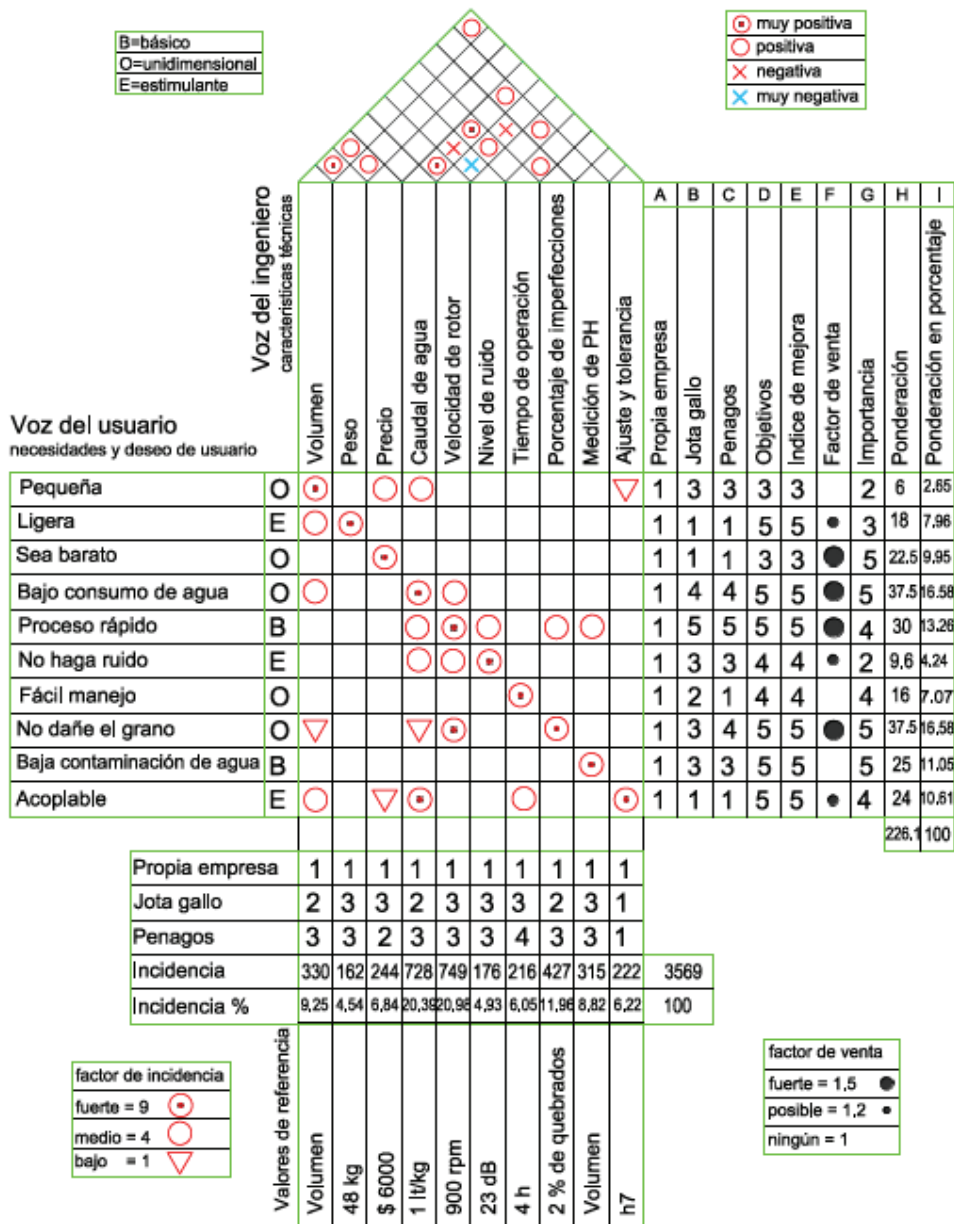 B=básico
O=unidimensional
E=estimulante
muy positiva
positiva
negativa
muy negativa
Voz del ingeniero
características técnicas
Volumen
Peso
Precio
Caudal de agua
Velocidad de rotor
Nivel de ruido
Tiempo de operación
Porcentaje de imperfecciones
Medición de PH
Ajuste y tolerancia
A B C D E F G H I
Propia empresa
Jota gallo
Penagos
Objetivos
Indice de mejora
Factor de venta
Importancia
Ponderación
Ponderación en porcentaje
Voz del usuario
necesidades y deseo de usuario
Pequeña O 1 3 3 3 3 2 6 2.65
Ligera E 1 1 1 5 5 3 18 7,96
Sea barato O 1 1 1 3 3 5 22.5 9,95
Bajo consumo de agua O 1 4 4 5 5 5 37.5 16.58
Proceso rápido B 1 5 5 5 5 4 30 13.26
No haga ruido E 1 3 3 4 4 2 9,6 4,24
Fácil manejo O 1 2 1 4 4 4 16 7.07
No dañe el grano O 1 3 4 5 5 5 37.5 16,58
Baja contaminación de agua B 1 3 3 5 5 5 25 11.05
Acoplable E 1 1 1 5 5 4 24 10,61
226.1 100
Propia empresa 1 1 1 1 1 1 1 1 1 1
Jota gallo 2 3 3 2 3 3 3 2 3 1
Penagos 3 3 2 3 3 3 4 3 3 1
Incidencia 330 162 244 728 749 176 216 427 315 222 3569
Incidencia % 9,25 4,54 6,84 20,39 20,98 4,93 6,05 11,96 8,82 6,22 100
Valores de referencia
Volumen
48 kg
$ 6000
1 lt/kg
900 rpm
23 dB
4 h
2 % de quebrados
Volumen
h7
factor de incidencia
fuerte = 9
medio = 4
bajo = 1
factor de venta
fuerte = 1,5
posible = 1,2
ningún = 1